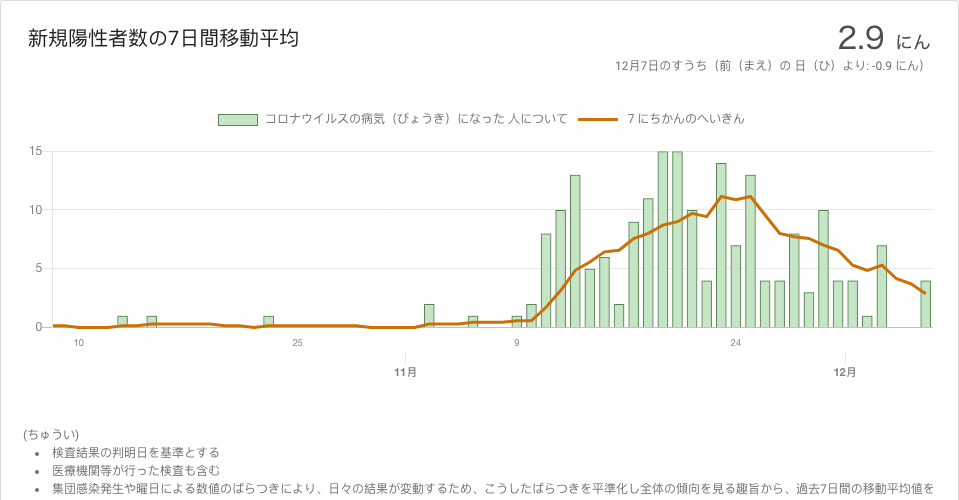 新規陽性者数の7日間移動平均
2.9 にん
12月7日のすうち（前（まえ）の 日（ひ）より: -0.9 にん）
コロナウイルスの病気（びょうき）になった 人について
7 にちかんのへいきん
15
10
5
0
10
25
9
24
11月
12月
(ちゅうい)
• 検査結果の判明日を基準とする
• 医療機関等が行った検査も含む
• 集団感染発生や曜日による数値のばらつきにより、日々の結果が変動するため、こうしたばらつきを平準化し全体の傾向を見る趣旨から、過去7日間の移動平均値を